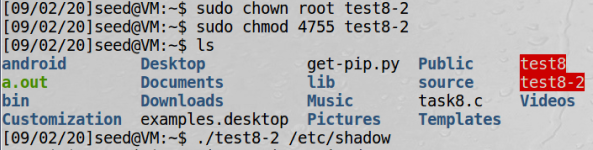 [09/02/20]seed@VM:~$ sudo chown root test8-2
[09/02/20]seed@VM:~$ sudo chmod 4755 test8-2
[09/02/20]seed@VM:~$ ls
android Desktop get-pip.py Public test8
a.out Documents lib source test8-2
bin Downloads Music task8.c Videos
Customization examples.desktop Pictures Templates
[09/02/20]seed@VM:~$ ./test8-2 /etc/shadow